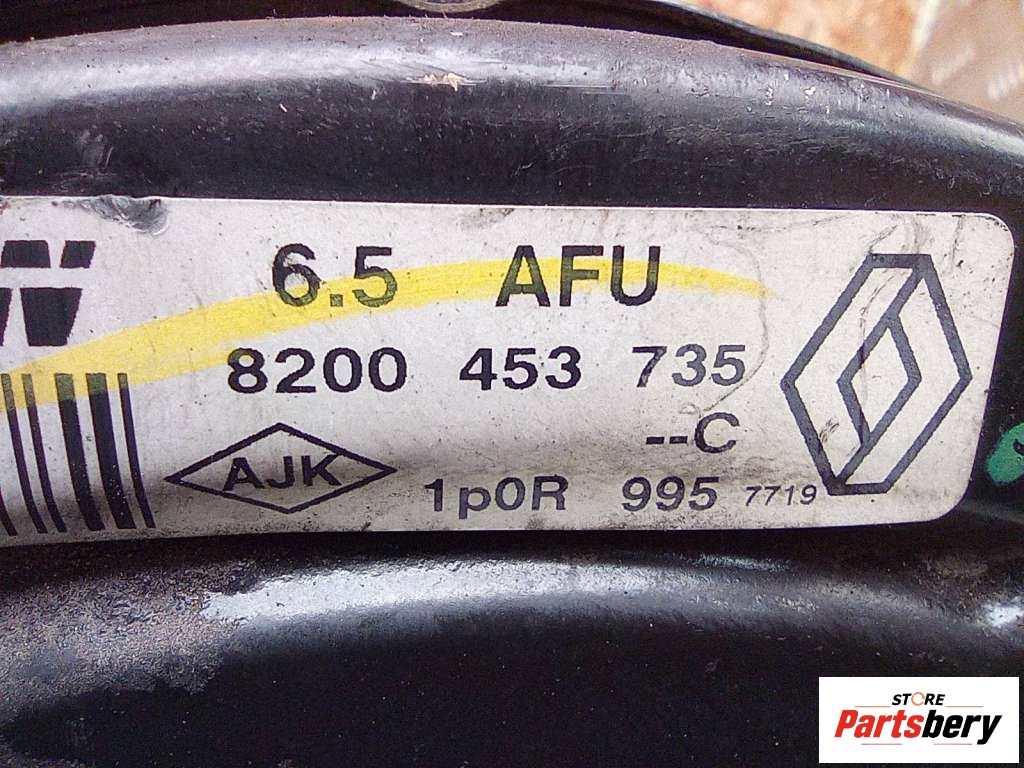 6.5 AFU
8200 453 735
--C
AJK
1p0R 995 7719
STORE
Partsbery